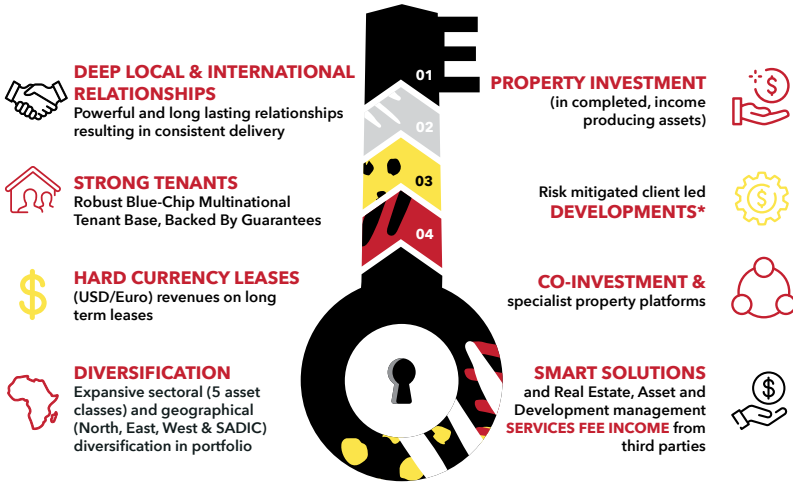 DEEP LOCAL & INTERNATIONAL
RELATIONSHIPS
Powerful and long lasting relationships
resulting in consistent delivery
STRONG TENANTS
Robust Blue-Chip Multinational
Tenant Base, Backed By Guarantees
$
HARD CURRENCY LEASES
(USD/Euro) revenues on long
term leases
DIVERSIFICATION
Expansive sectoral (5 asset
classes) and geographical
(North, East, West & SADIC)
diversification in portfolio
01
02
03
04
PROPERTY INVESTMENT
(in completed, income
producing assets)
$
Risk mitigated client led
DEVELOPMENTS*
$
CO-INVESTMENT &
specialist property platforms
SMART SOLUTIONS
and Real Estate, Asset and
Development management
SERVICES FEE INCOME from
third parties
$